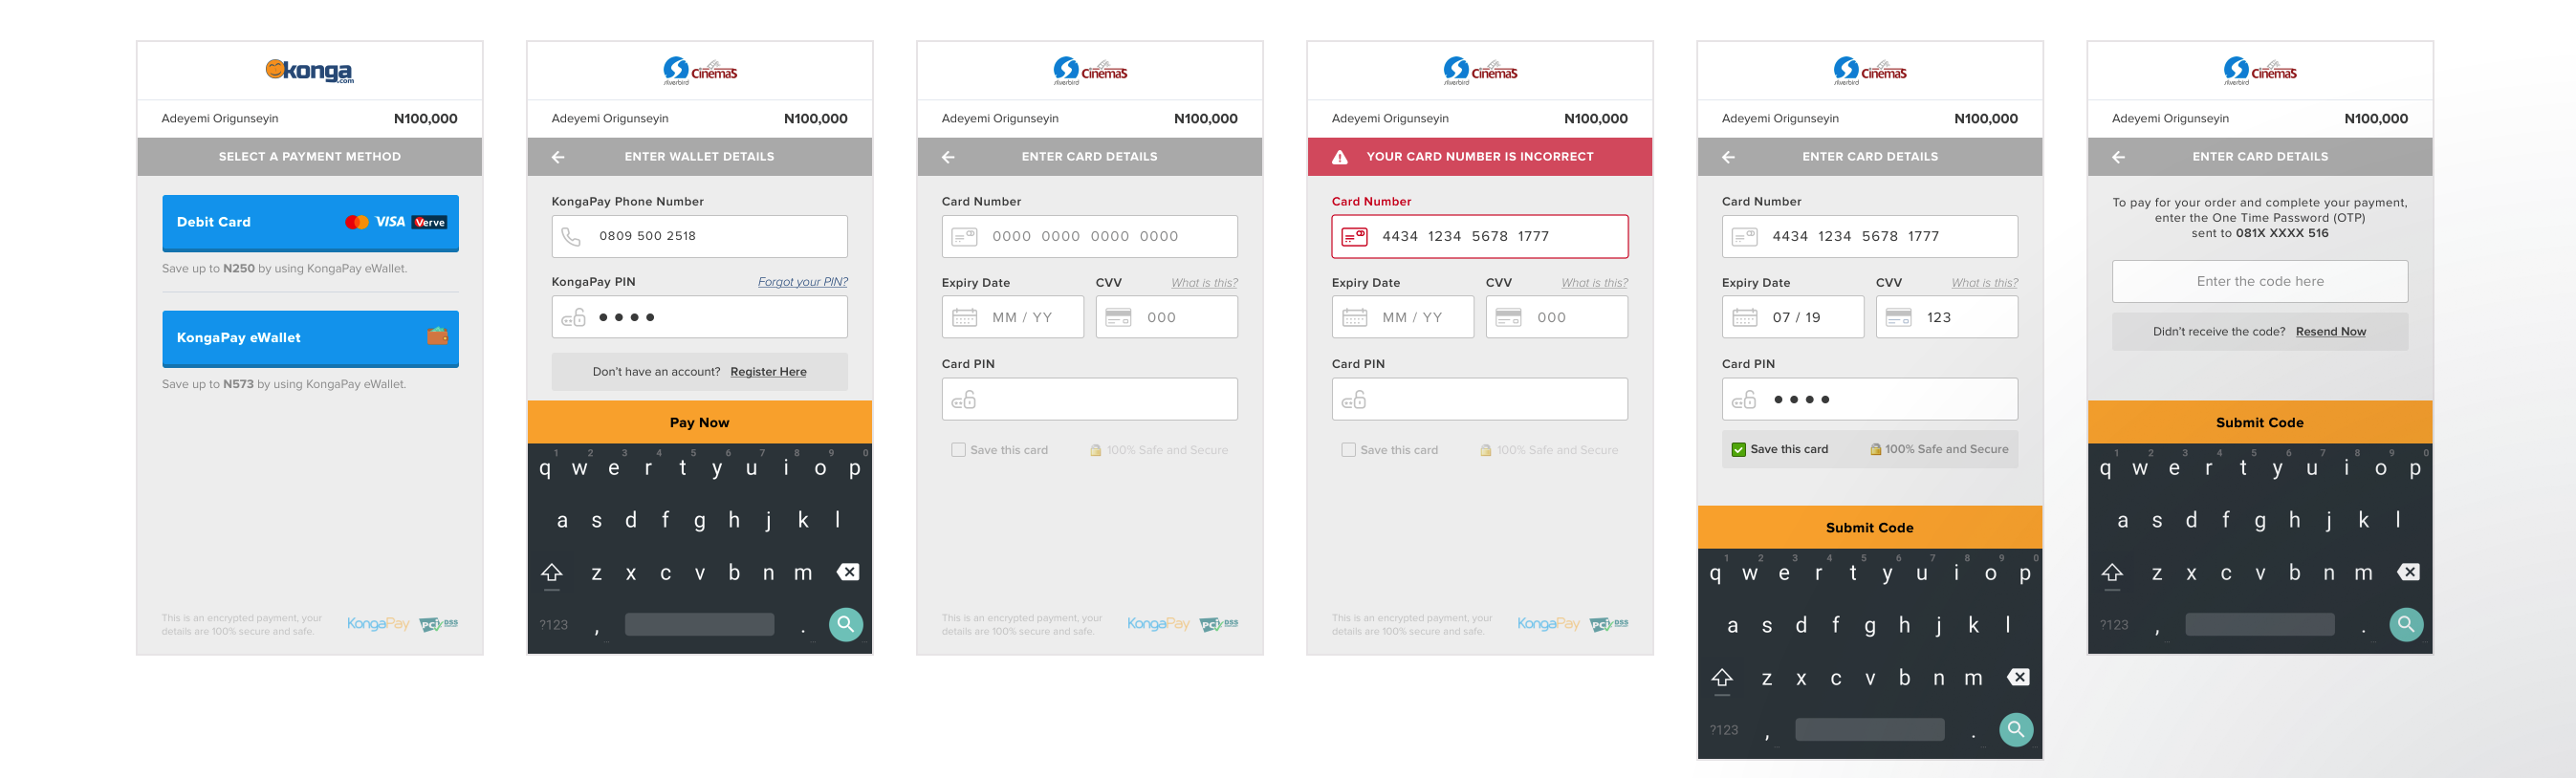 konga
.com
Adeyemi Origunseyin N100,000
SELECT A PAYMENT METHOD
Debit Card VISA Verve
Save up to N250 by using KongaPay eWallet.
KongaPay eWallet
Save up to N573 by using KongaPay eWallet.
This is an encrypted payment, your
details are 100% secure and safe.
KongaPay PCI DSS
Cinemas
silverbird
Adeyemi Origunseyin N100,000
ENTER WALLET DETAILS
KongaPay Phone Number
0809 500 2518
KongaPay PIN Forgot your PIN?
Don't have an account? Register Here
Pay Now
1 2 3 4 5 6 7 8 9 0
q w e r t y u i o p
a s d f g h j k l
z x c v b n m
?123 , .
Cinemas
silverbird
Adeyemi Origunseyin N100,000
ENTER CARD DETAILS
Card Number
0000 0000 0000 0000
Expiry Date CVV What is this?
MM / YY 000
Card PIN
Save this card 100% Safe and Secure
This is an encrypted payment, your
details are 100% secure and safe.
KongaPay PCI DSS
Cinemas
silverbird
Adeyemi Origunseyin N100,000
YOUR CARD NUMBER IS INCORRECT
Card Number
4434 1234 5678 1777
Expiry Date CVV What is this?
MM / YY 000
Card PIN
Save this card 100% Safe and Secure
This is an encrypted payment, your
details are 100% secure and safe.
KongaPay PCI DSS
Cinemas
silverbird
Adeyemi Origunseyin N100,000
ENTER CARD DETAILS
Card Number
4434 1234 5678 1777
Expiry Date CVV What is this?
07 / 19 123
Card PIN
Save this card 100% Safe and Secure
Submit Code
1 2 3 4 5 6 7 8 9 0
q w e r t y u i o p
a s d f g h j k l
z x c v b n m
?123 , .
Cinemas
silverbird
Adeyemi Origunseyin N100,000
ENTER CARD DETAILS
To pay for your order and complete your payment,
enter the One Time Password (OTP)
sent to 081X XXXX 516
Enter the code here
Didn't receive the code? Resend Now
Submit Code
1 2 3 4 5 6 7 8 9 0
q w e r t y u i o p
a s d f g h j k l
z x c v b n m
?123 , .